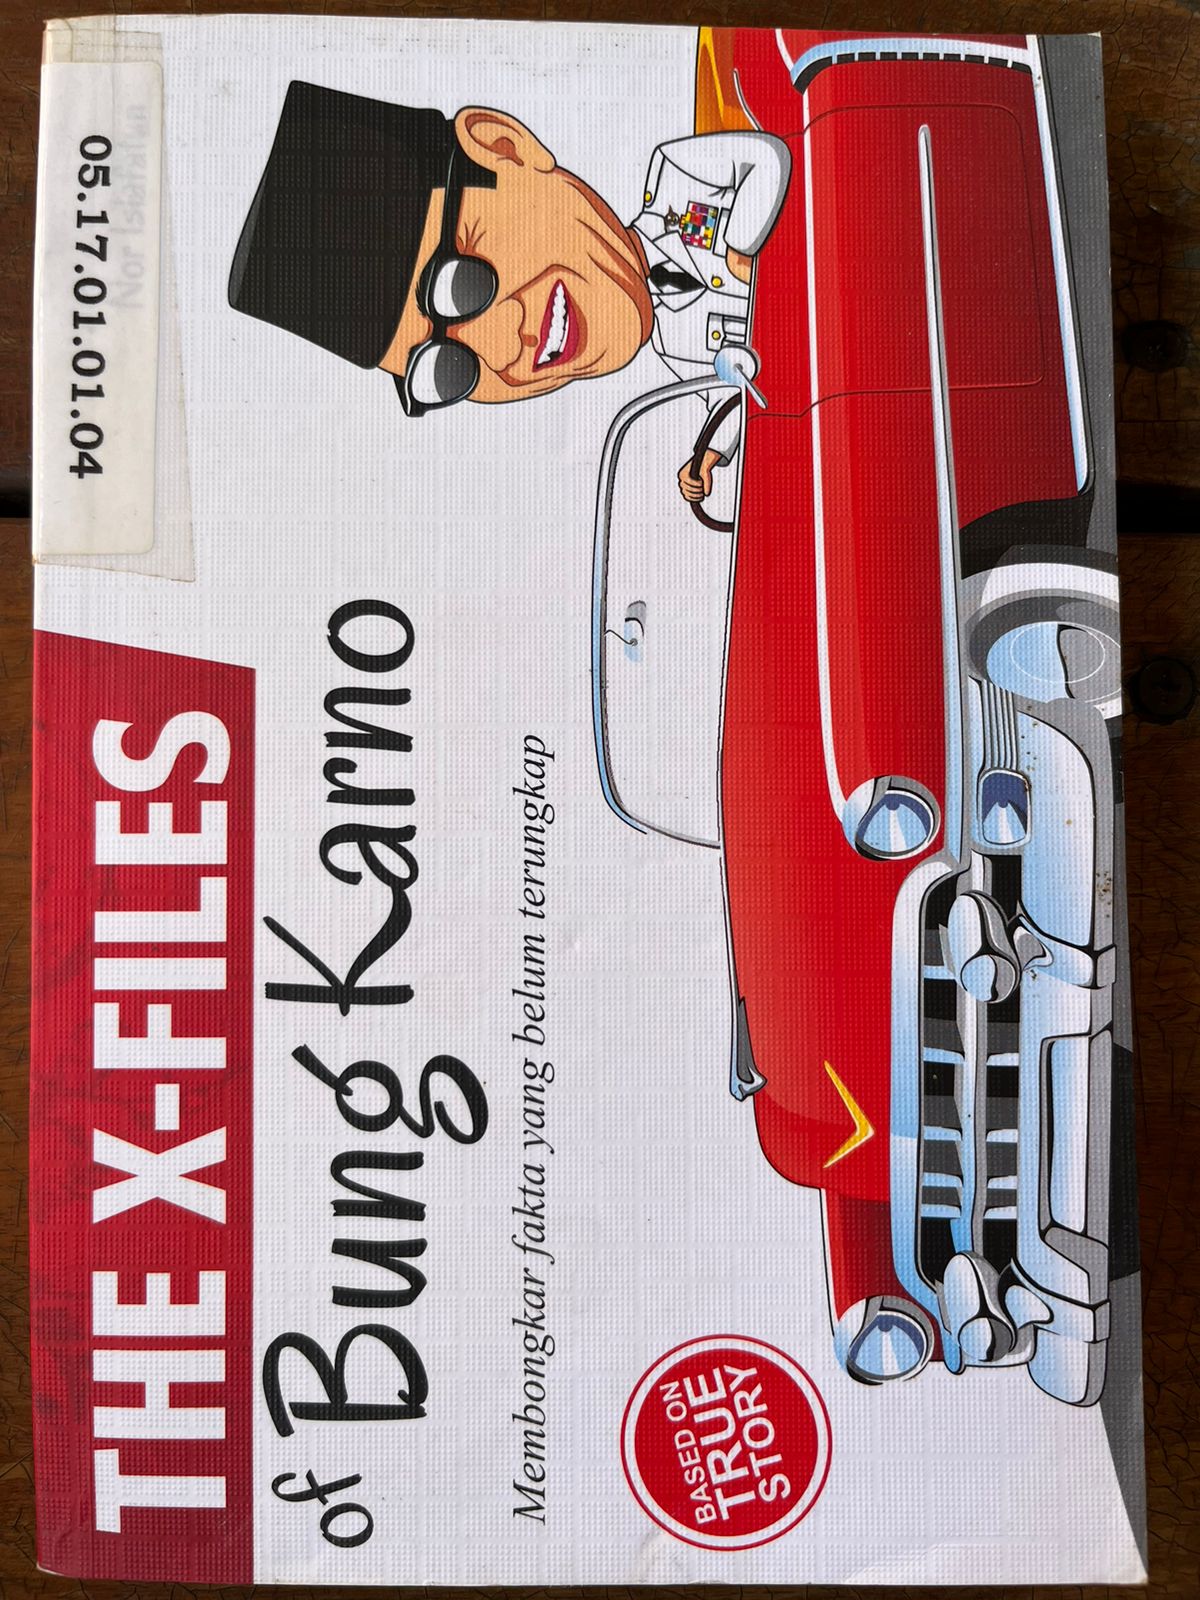 05.17.01.01.04
THE X-FILES
of Bung Karno
Membongkar fakta yang belum terungkap
BASED ON
TRUE
STORY